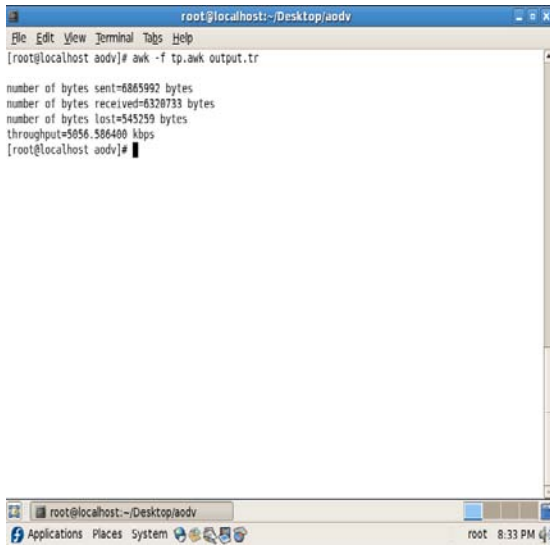 root@localhost:~/Desktop/aodv
File Edit View Terminal Tabs Help
[root@localhost aodv]# awk -f tp.awk output.tr
number of bytes sent=6865992 bytes
number of bytes received=6320733 bytes
number of bytes lost=545259 bytes
throughput=5056.586400 kbps
[root@localhost aodv]#
root@localhost:~/Desktop/aodv
Applications Places System
root 8:33 PM